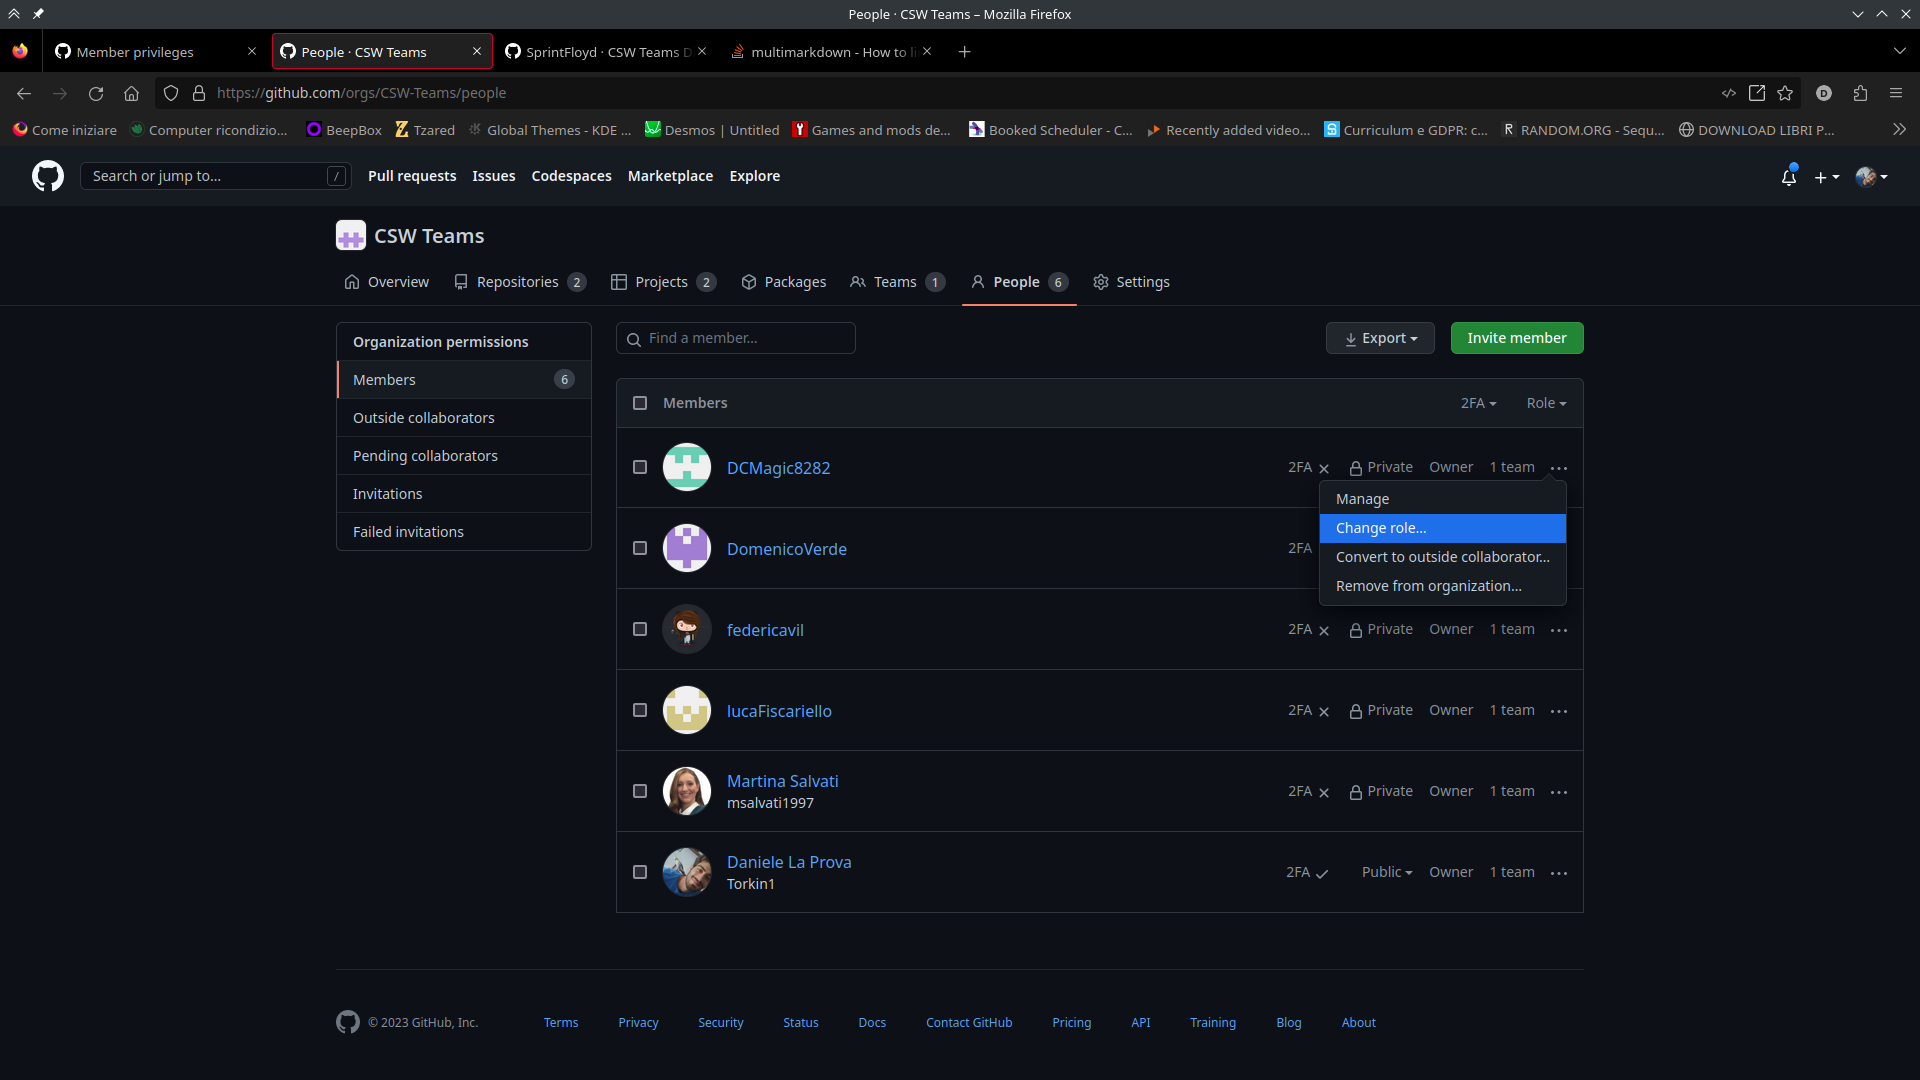 People · CSW Teams – Mozilla Firefox
Member privileges
People · CSW Teams
SprintFloyd · CSW Teams D
multimarkdown - How to li
https://github.com/orgs/CSW-Teams/people
Come iniziare
Computer ricondizio...
BeepBox
Tzared
Global Themes - KDE ...
Desmos | Untitled
Games and mods de...
Booked Scheduler - C...
Recently added video...
Curriculum e GDPR: c...
RANDOM.ORG - Sequ...
DOWNLOAD LIBRI P...
Search or jump to... /
Pull requests
Issues
Codespaces
Marketplace
Explore
CSW Teams
Overview
Repositories 2
Projects 2
Packages
Teams 1
People 6
Settings
Organization permissions
Members 6
Outside collaborators
Pending collaborators
Invitations
Failed invitations
Find a member...
Export
Invite member
Members 2FA Role
DCMagic8282 2FA Private Owner 1 team
Manage
Change role...
Convert to outside collaborator...
Remove from organization...
DomenicoVerde 2FA
federicavil 2FA Private Owner 1 team
lucaFiscariello 2FA Private Owner 1 team
Martina Salvati
msalvati1997
2FA Private Owner 1 team
Daniele La Prova
Torkin1
2FA Public Owner 1 team
© 2023 GitHub, Inc.
Terms
Privacy
Security
Status
Docs
Contact GitHub
Pricing
API
Training
Blog
About